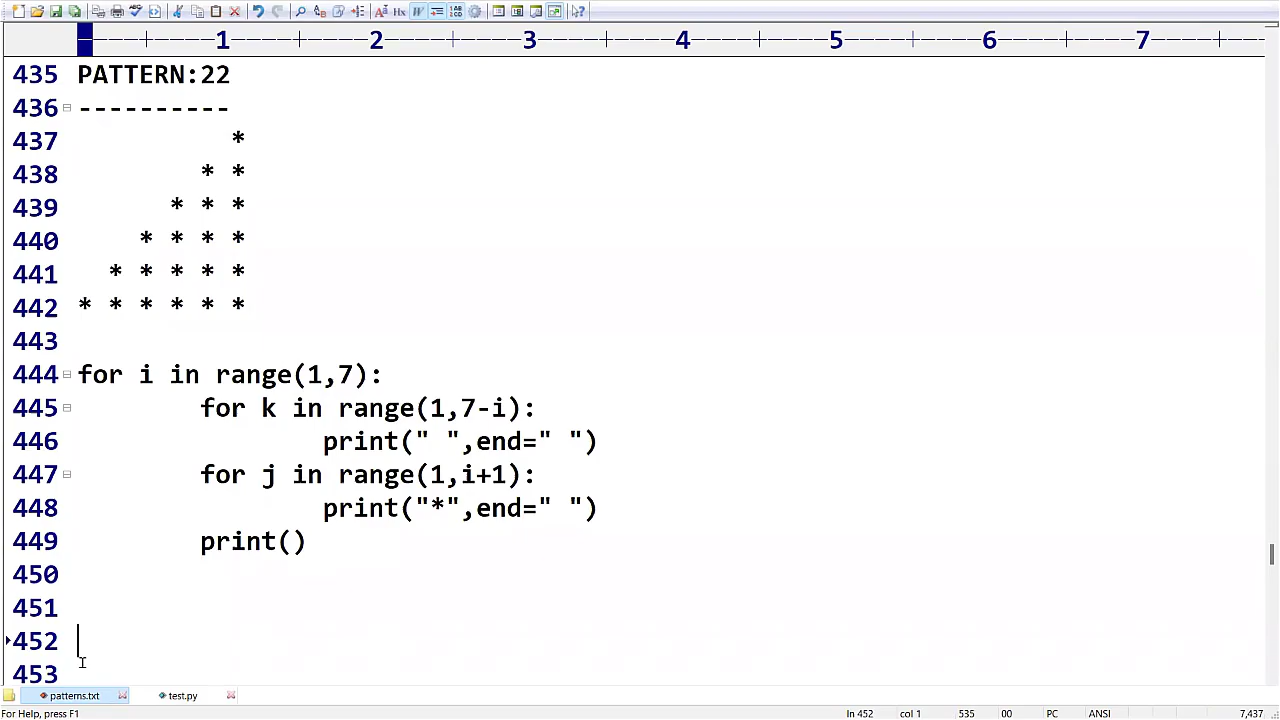 1 2 3 4 5 6 7
435 PATTERN:22
436 ----------
437 *
438 * *
439 * * *
440 * * * *
441 * * * * *
442 * * * * * *
443
444 for i in range(1,7):
445 for k in range(1,7-i):
446 print(" ",end=" ")
447 for j in range(1,i+1):
448 print("*",end=" ")
449 print()
450
451
452
453
patterns.txt test.py
For Help, press F1 ln 452 col 1 535 00 PC ANSI 7,437